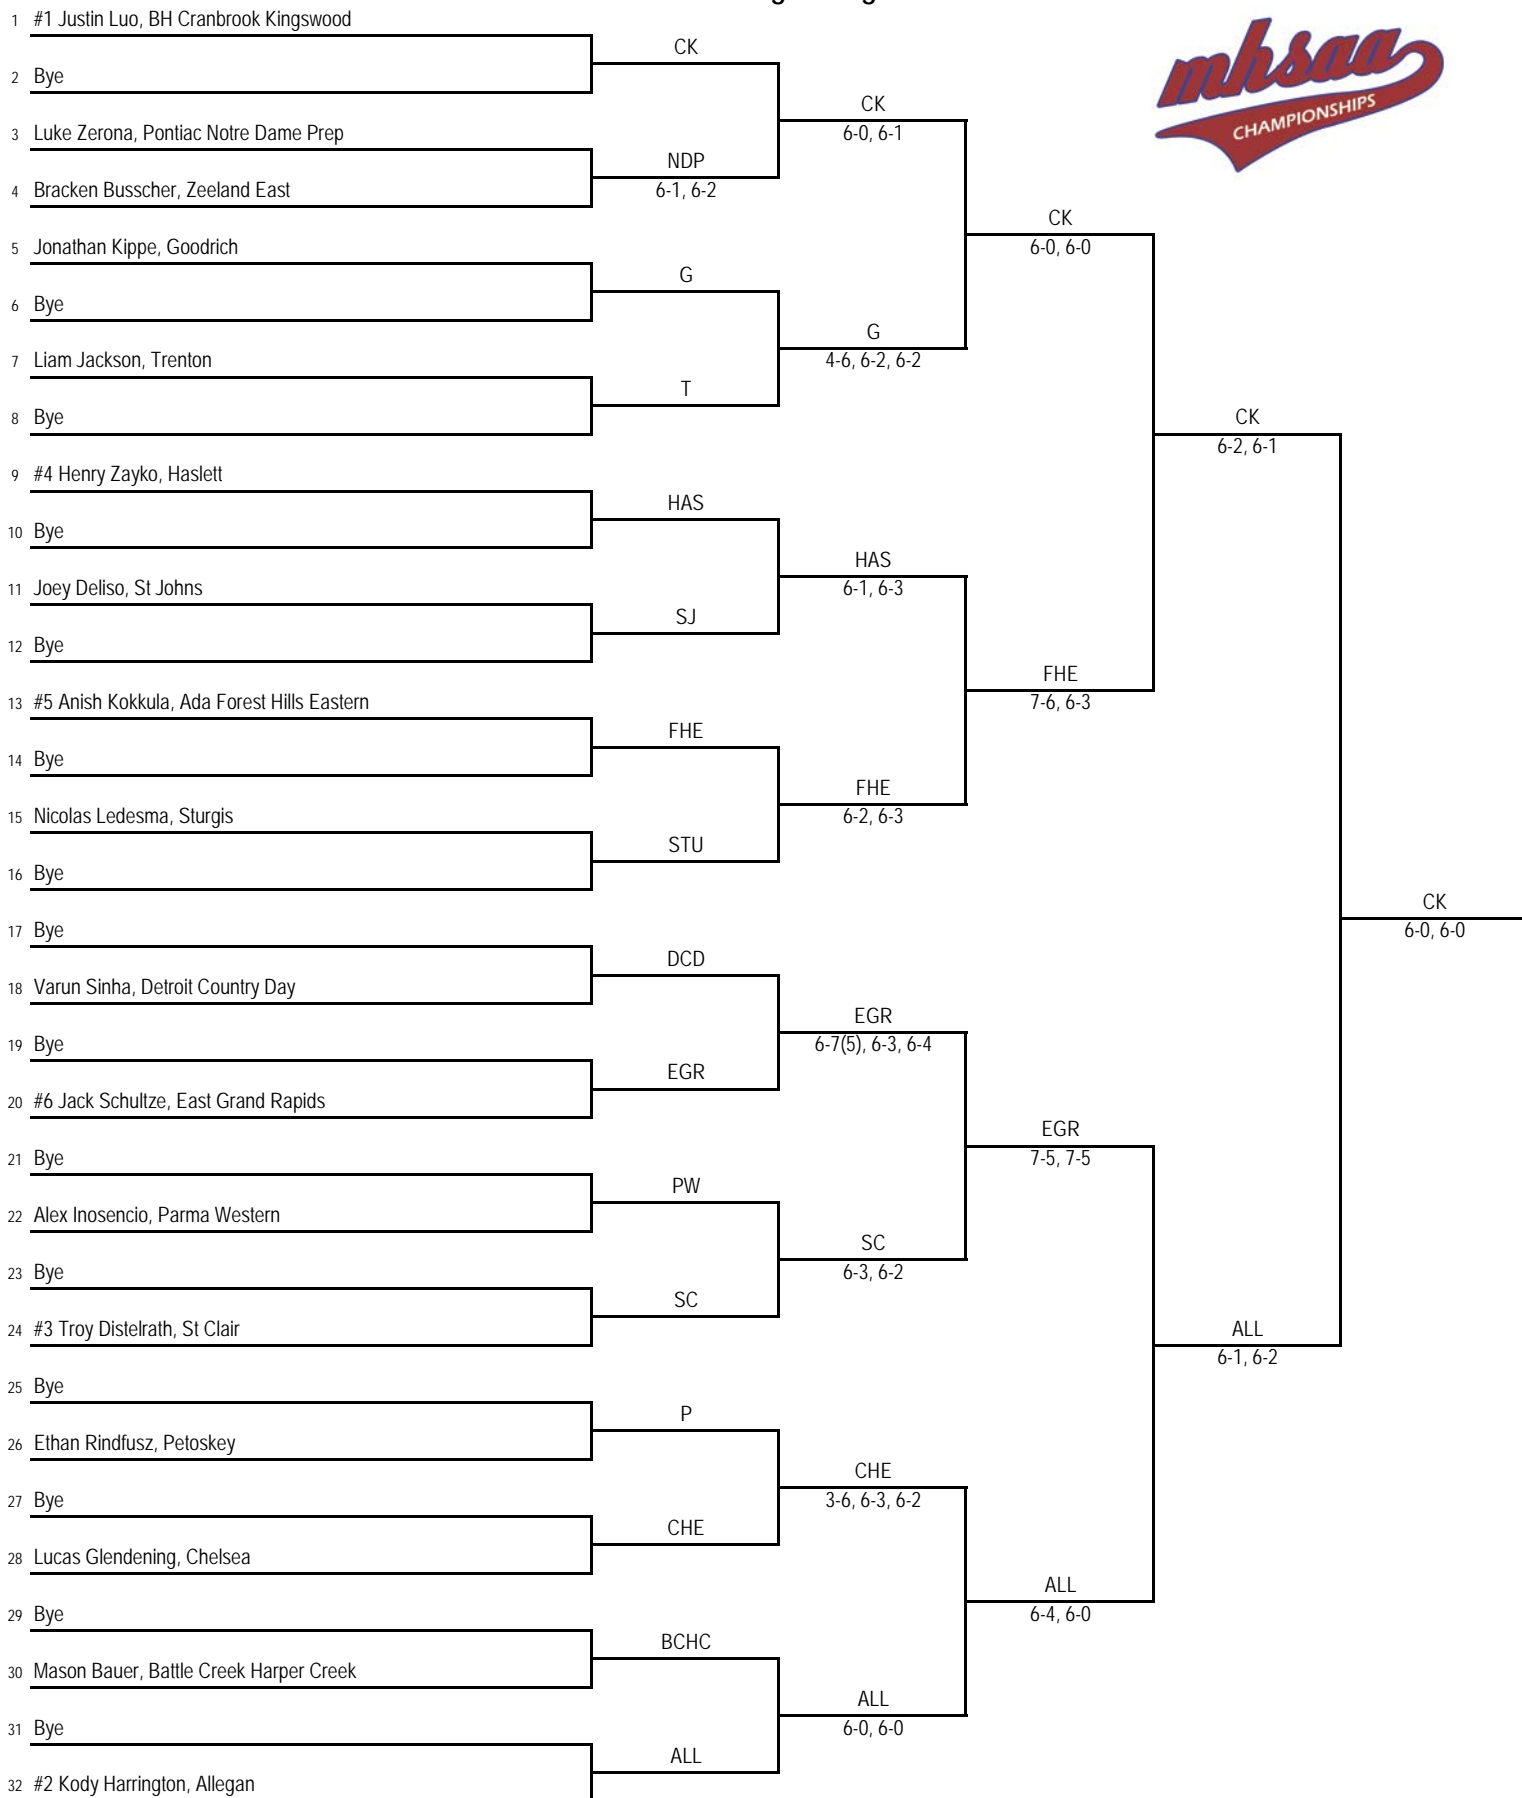 mhsaa
CHAMPIONSHIPS
1 #1 Justin Luo, BH Cranbrook Kingswood
CK
2 Bye
CK
6-0, 6-1
3 Luke Zerona, Pontiac Notre Dame Prep
NDP
6-1, 6-2
4 Bracken Busscher, Zeeland East
CK
6-0, 6-0
5 Jonathan Kippe, Goodrich
G
6 Bye
G
4-6, 6-2, 6-2
7 Liam Jackson, Trenton
T
8 Bye
CK
6-2, 6-1
9 #4 Henry Zayko, Haslett
HAS
10 Bye
HAS
6-1, 6-3
11 Joey Deliso, St Johns
SJ
12 Bye
FHE
7-6, 6-3
13 #5 Anish Kokkula, Ada Forest Hills Eastern
FHE
14 Bye
FHE
6-2, 6-3
15 Nicolas Ledesma, Sturgis
STU
16 Bye
CK
6-0, 6-0
17 Bye
DCD
18 Varun Sinha, Detroit Country Day
EGR
6-7(5), 6-3, 6-4
19 Bye
EGR
20 #6 Jack Schultze, East Grand Rapids
EGR
7-5, 7-5
21 Bye
PW
22 Alex Inosencio, Parma Western
SC
6-3, 6-2
23 Bye
SC
24 #3 Troy Distelrath, St Clair
ALL
6-1, 6-2
25 Bye
P
26 Ethan Rindfusz, Petoskey
CHE
3-6, 6-3, 6-2
27 Bye
CHE
28 Lucas Glendening, Chelsea
ALL
6-4, 6-0
29 Bye
BCHC
30 Mason Bauer, Battle Creek Harper Creek
ALL
6-0, 6-0
31 Bye
ALL
32 #2 Kody Harrington, Allegan